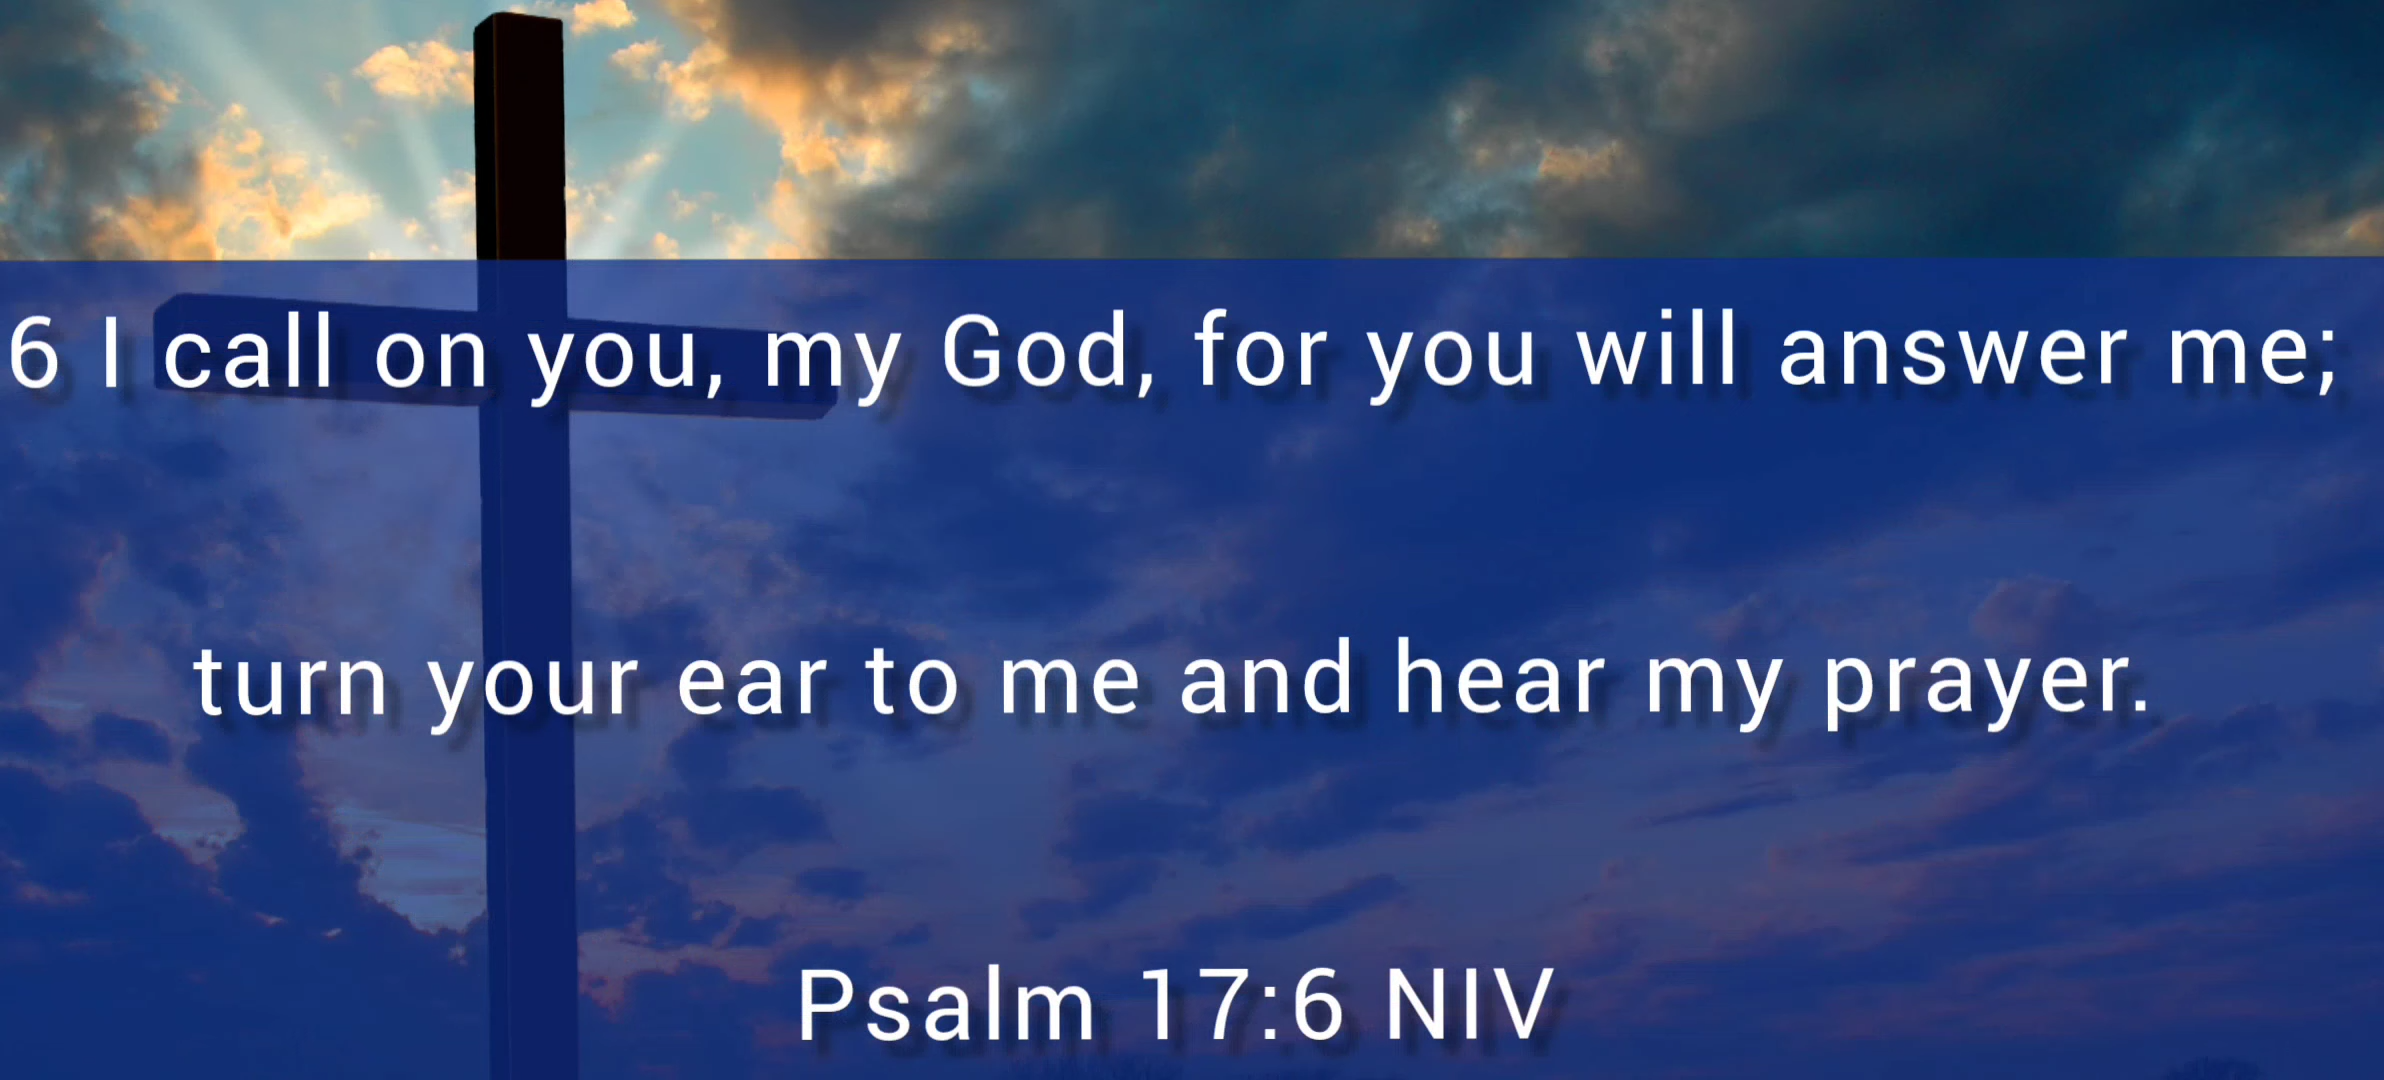 6 I call on you, my God, for you will answer me;
turn your ear to me and hear my prayer.
Psalm 17:6 NIV